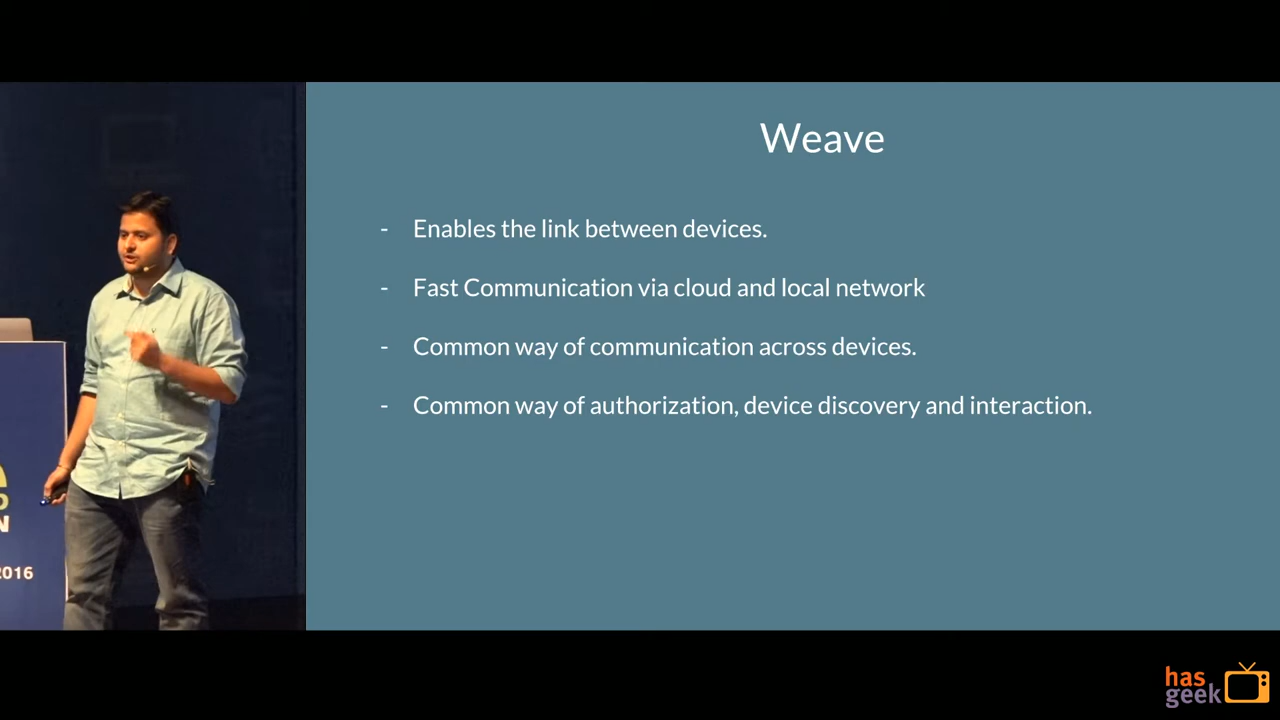 Weave
- Enables the link between devices.
- Fast Communication via cloud and local network
- Common way of communication across devices.
- Common way of authorization, device discovery and interaction.
N
2016
has
geek